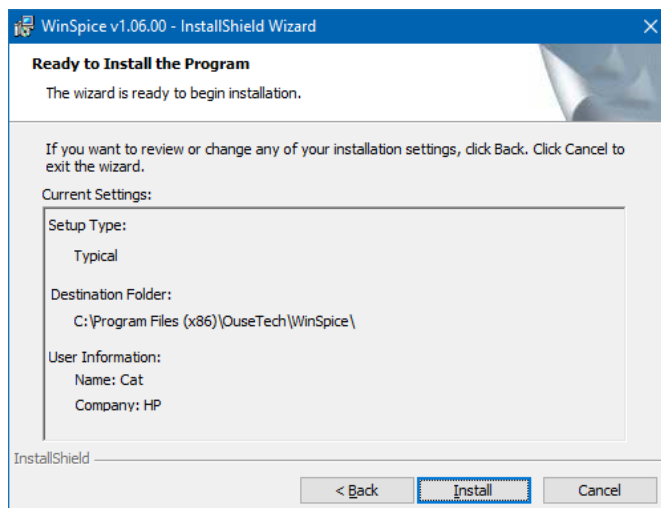 WinSpice v1.06.00 - InstallShield Wizard
Ready to Install the Program
The wizard is ready to begin installation.
If you want to review or change any of your installation settings, click Back. Click Cancel to
exit the wizard.
Current Settings:
Setup Type:
Typical
Destination Folder:
C:\Program Files (x86)\OuseTech\WinSpice\
User Information:
Name: Cat
Company: HP
InstallShield
< Back
Install
Cancel